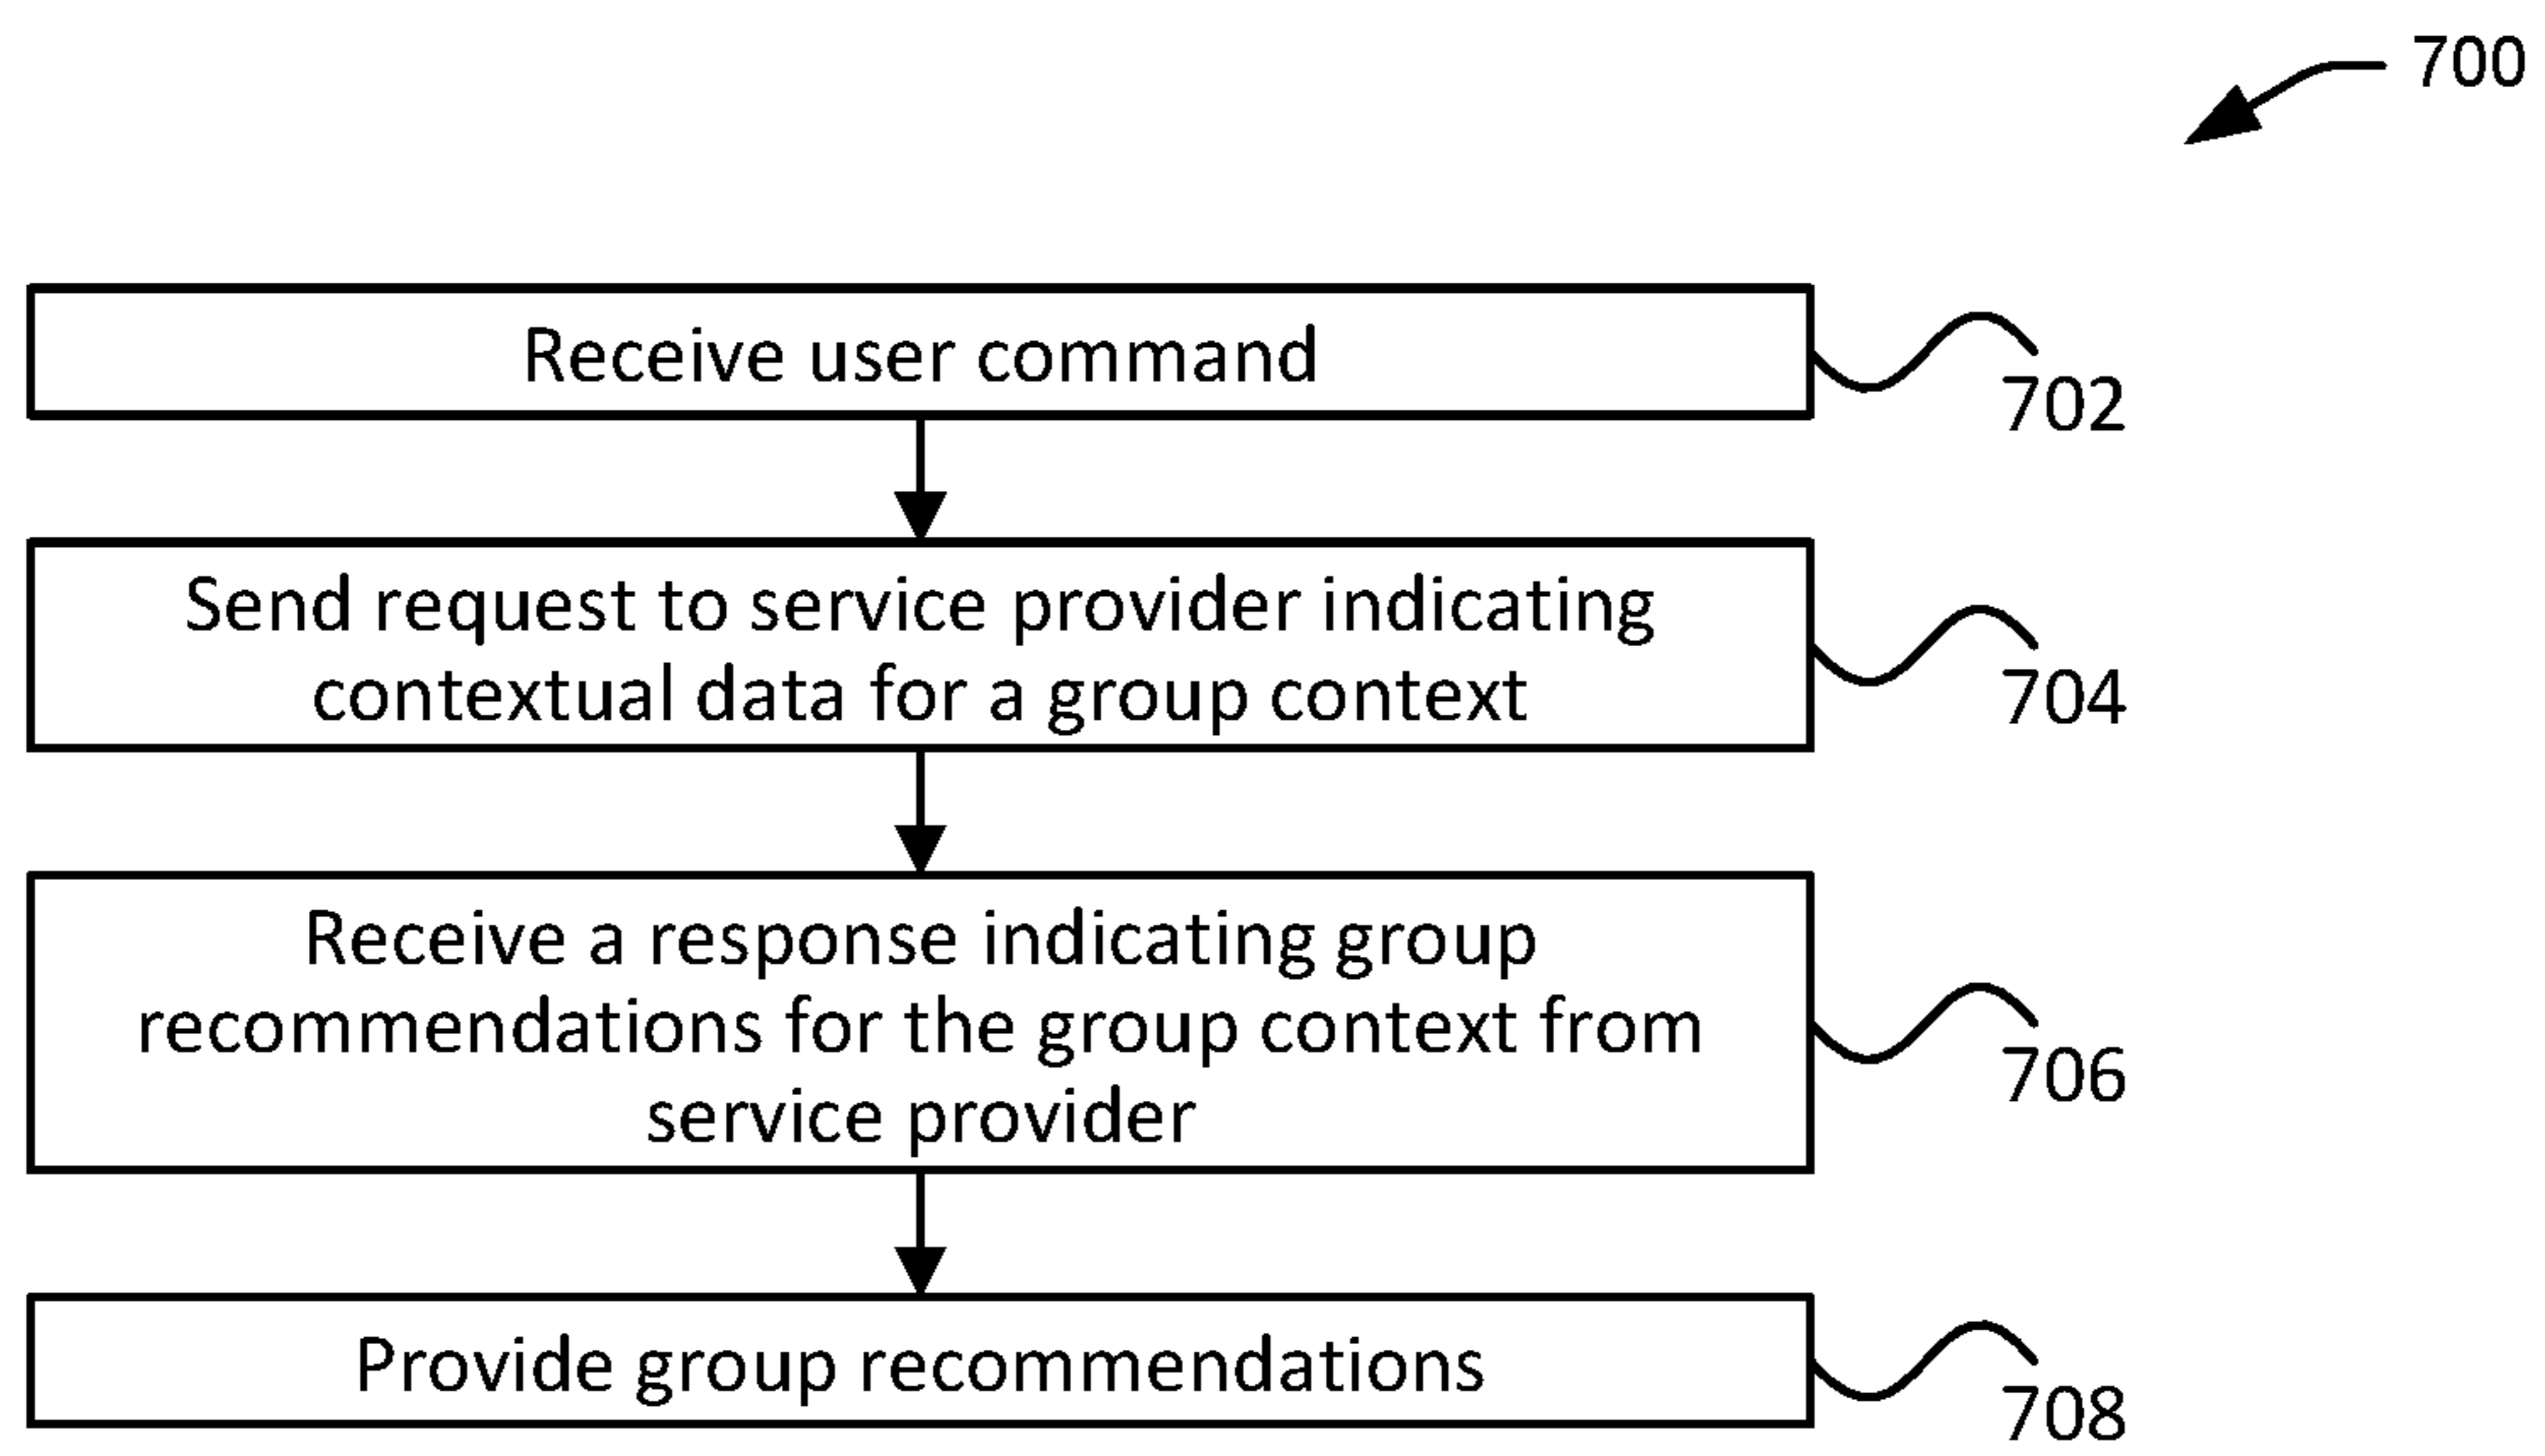 700
Receive user command
702
Send request to service provider indicating
contextual data for a group context
704
Receive a response indicating group
recommendations for the group context from
service provider
706
Provide group recommendations
708